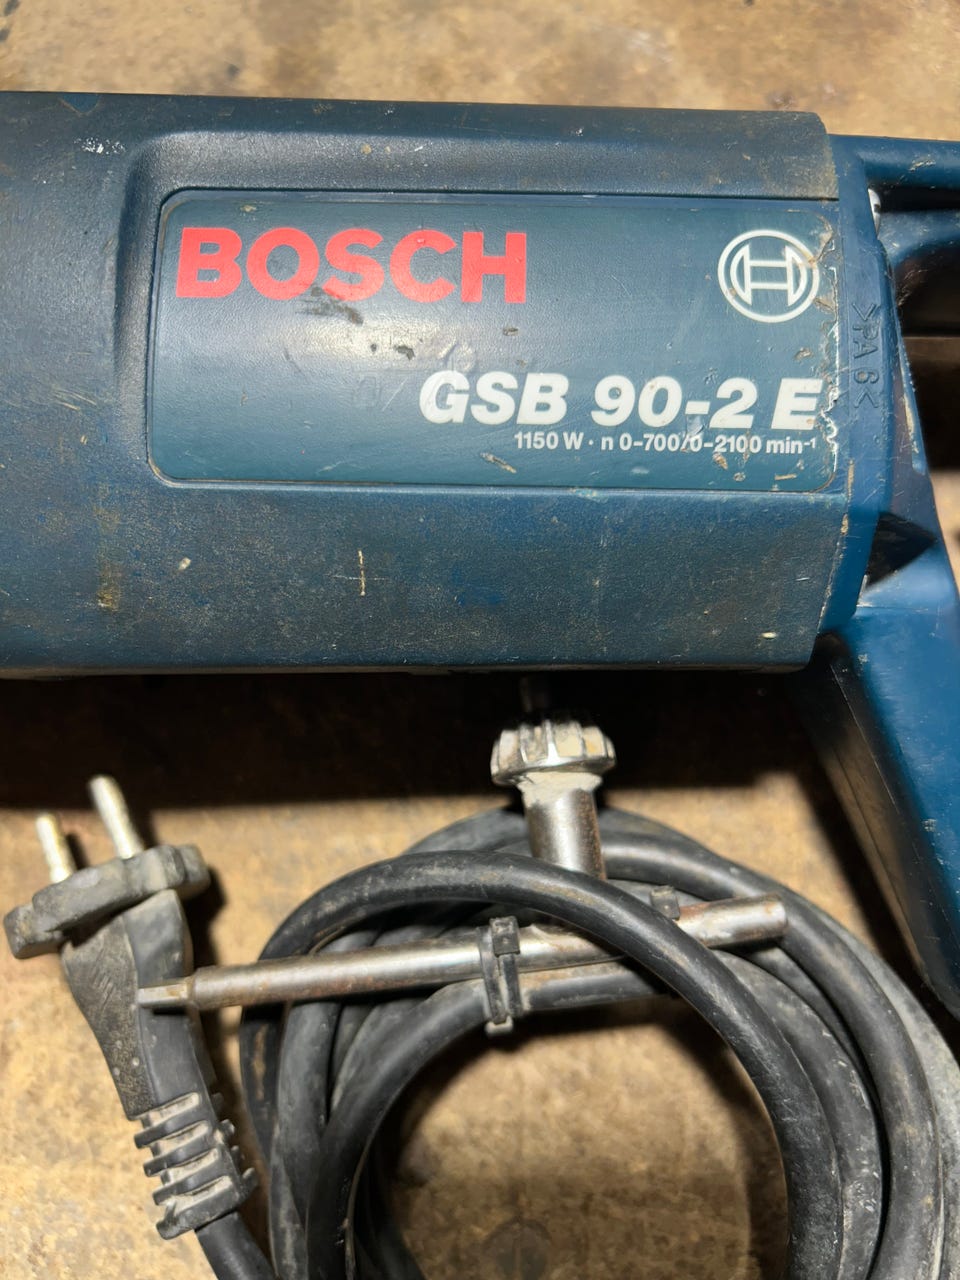 BOSCH
GSB 90-2 E
1150 W · n 0-700/0-2100 min⁻¹
>PA 6<